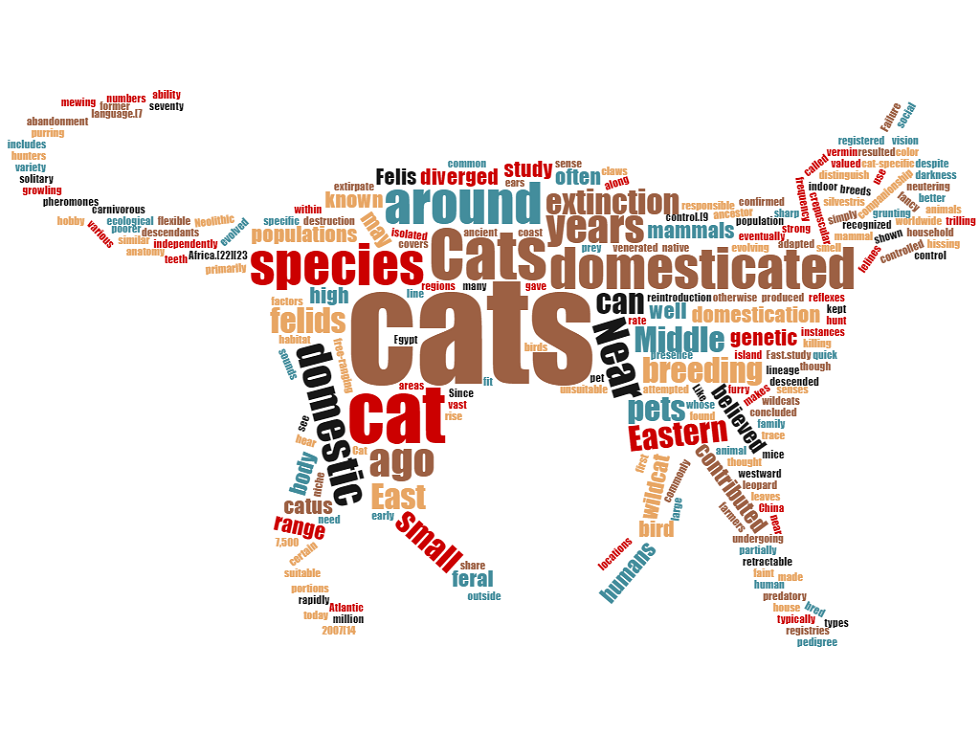 mewing
numbers
ability
former
seventy
language.[7
abandonment
purring
includes
hunters
variety
solitary
growling
pheromones
carnivorous
hobby
various
ecological
flexible
Neolithic
poorer
descendants
similar
independently
evolved
anatomy
teeth
Africa.[22][23
primarily
Failure
social
registered
vision
vermin
resulted
color
called
valued
cat-specific
despite
distinguish
use
companionship
darkness
frequency
crepuscular
indoor
breeds
neutering
silvestris
fancy
better
animals
simply
grunting
worldwide
trilling
recognized
household
mammal
shown
hissing
smell
felines
controlled
control
common
Felis
diverged
study
sense
often
claws
ears
along
extirpate
known
around
extinction
responsible
confirmed
within
may
control.[9
ancestor
sharp
specific
destruction
years
population
strong
populations
isolated
ancient
coast
mammals
eventually
covers
Cats
prey
venerated
native
evolving
adapted
species
domesticated
regions
many
gave
factors
high
line
cats
can
reintroduction
otherwise
produced
reflexes
felids
well
domestication
kept
rate
hunt
habitat
Egypt
Near
Middle
genetic
instances
killing
sounds
free-ranging
birds
presence
island
East.study
quick
domestic
breeding
lineage
though
areas
fit
pet
descended
unsuitable
attempted
like
furry
makes
senses
cat
Since
vast
rise
pets
whose
found
believed
wildcats
concluded
see
Eastern
family
trace
bear
Cat
animal
mice
body
ago
first
wildcat
commonly
contributed
thought
westward
niche
leopard
catus
East
large
leaves
need
early
farmers
China
near
range
small
bird
7,500
undergoing
certain
locations
partially
suitable
share
feral
humans
retractable
faint
made
portions
outside
human
rapidly
predatory
Atlantic
house
bred
today
million
typically
types
2007[14
registries
pedigree